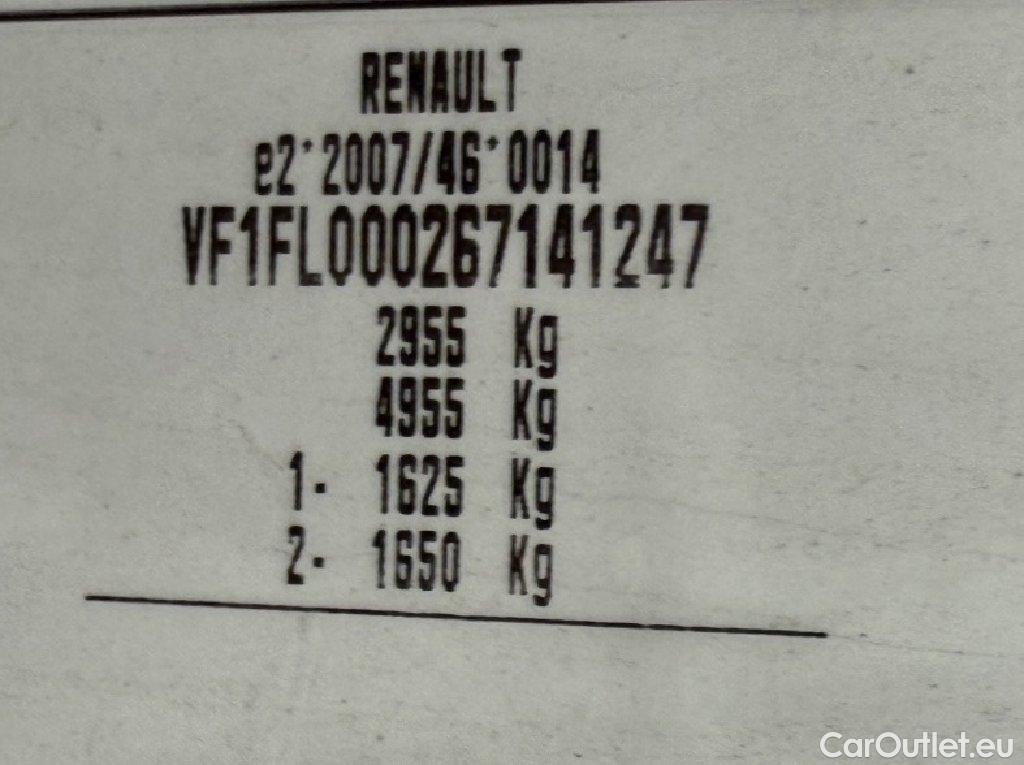 RENAULT
e2*2007/46*0014
VF1FL000267141247
2955 Kg
4955 Kg
1- 1625 Kg
2- 1650 Kg
CarOutlet.eu